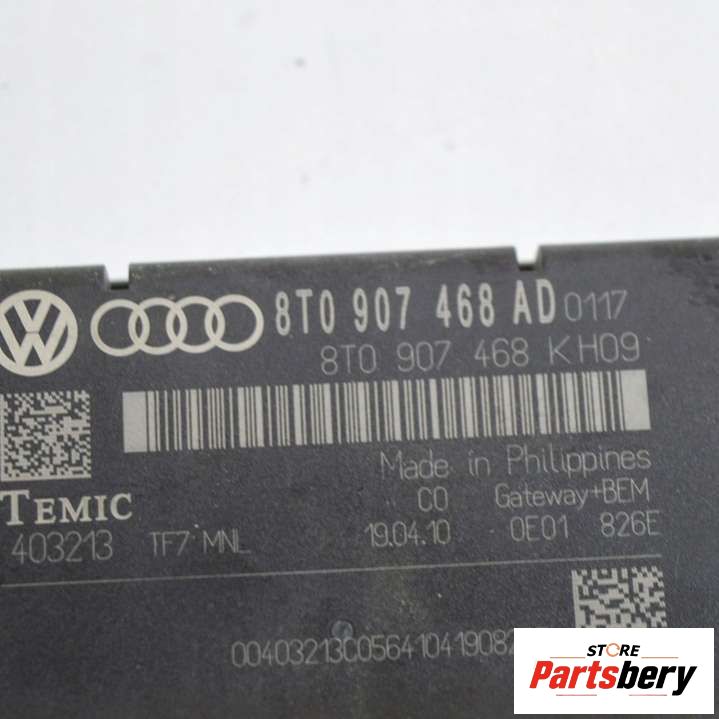 8T0 907 468 AD 0117
8T0 907 468 K H09
Made in Philippines
C0 Gateway+BEM
TEMIC
403213 TF7 MNL 19.04.10 0E01 826E
STORE
Partsbery